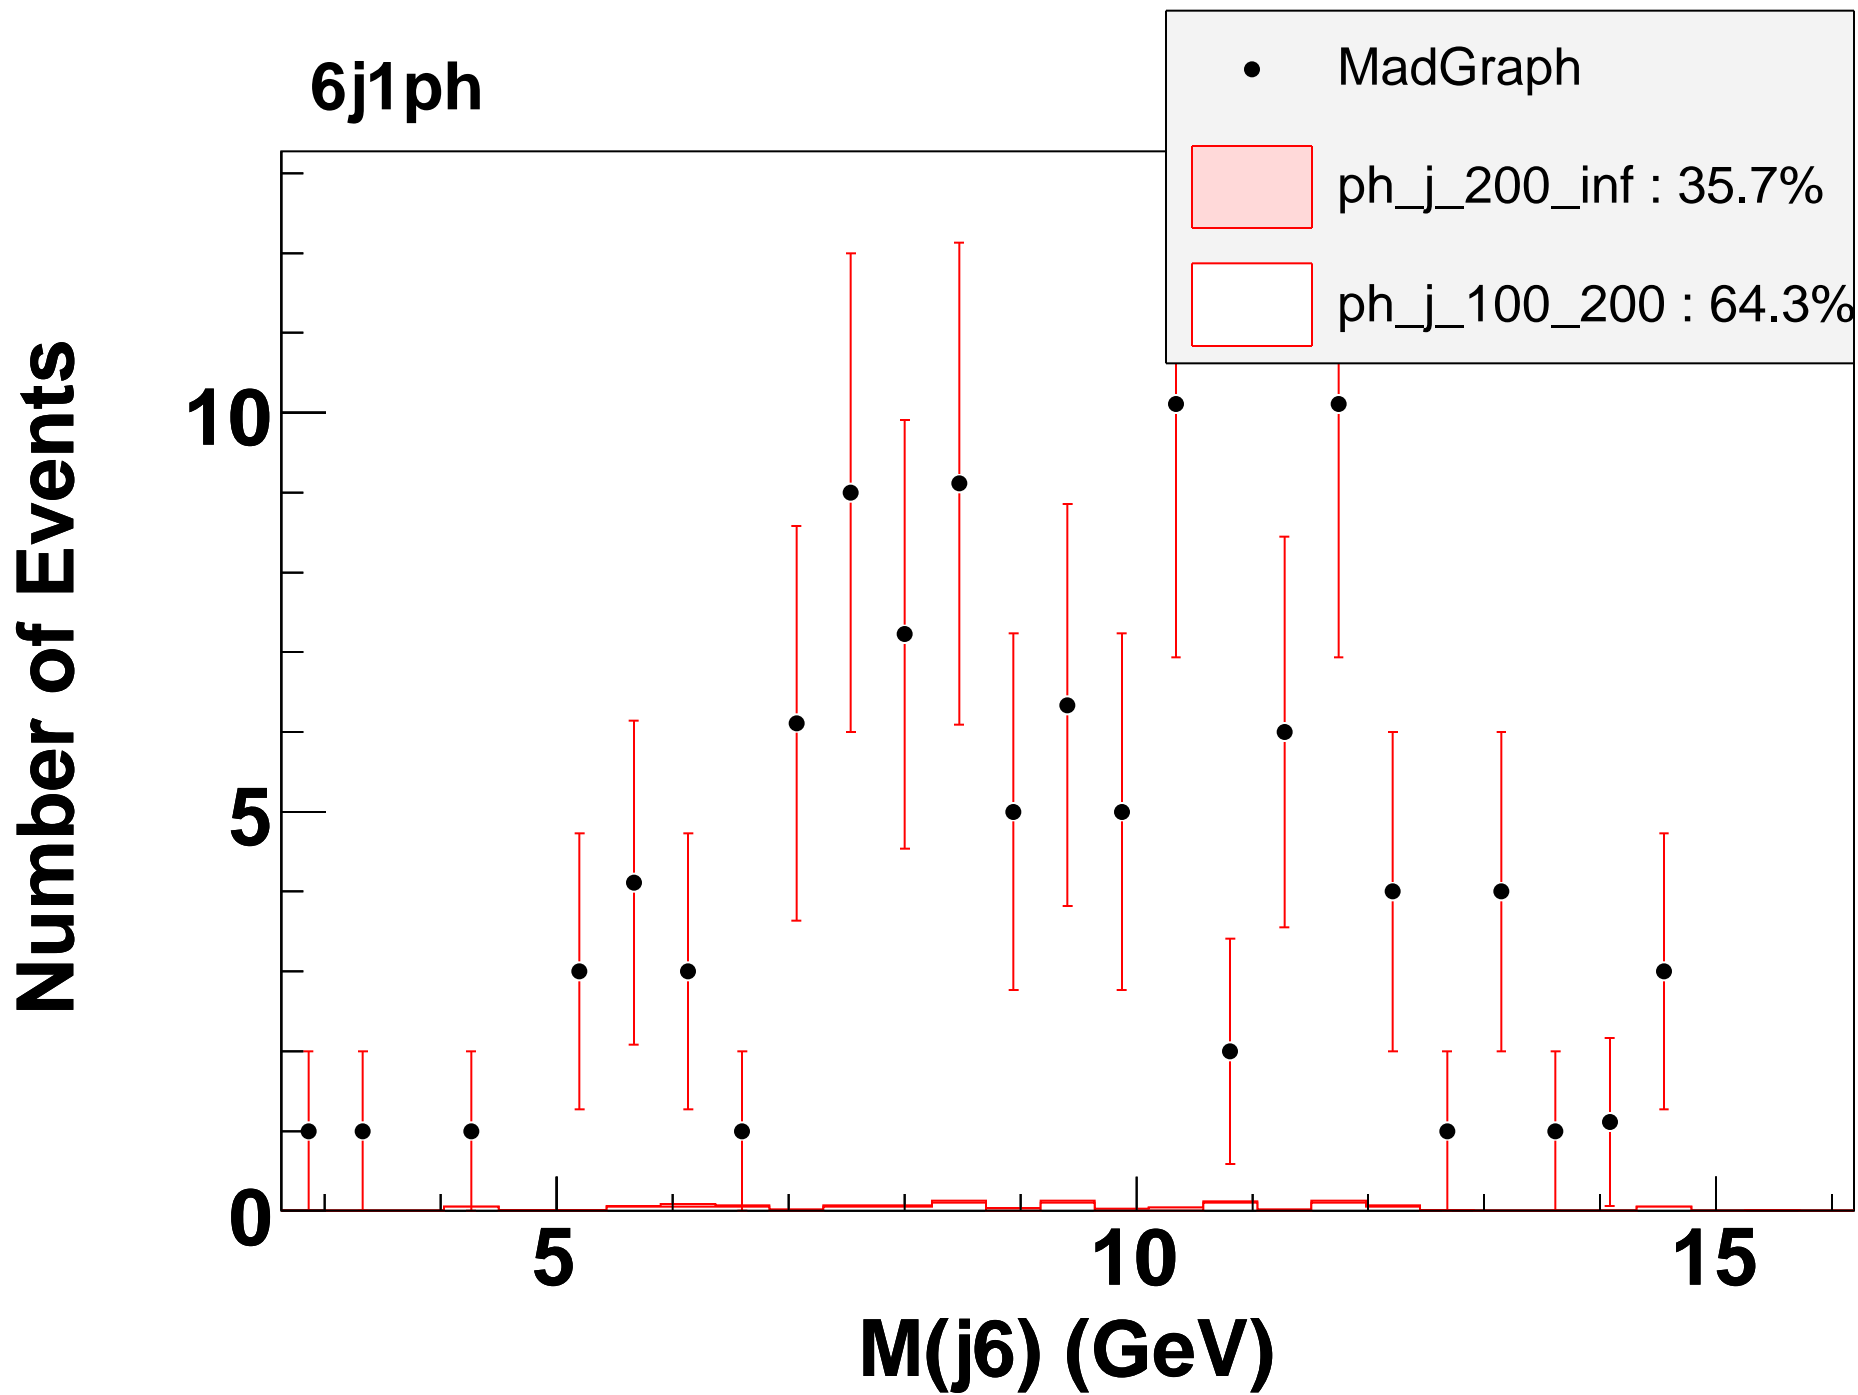 6j1ph
MadGraph
ph_j_200_inf : 35.7%
ph_j_100_200 : 64.3%
Number of Events
10
5
0
5
10
15
M(j6) (GeV)